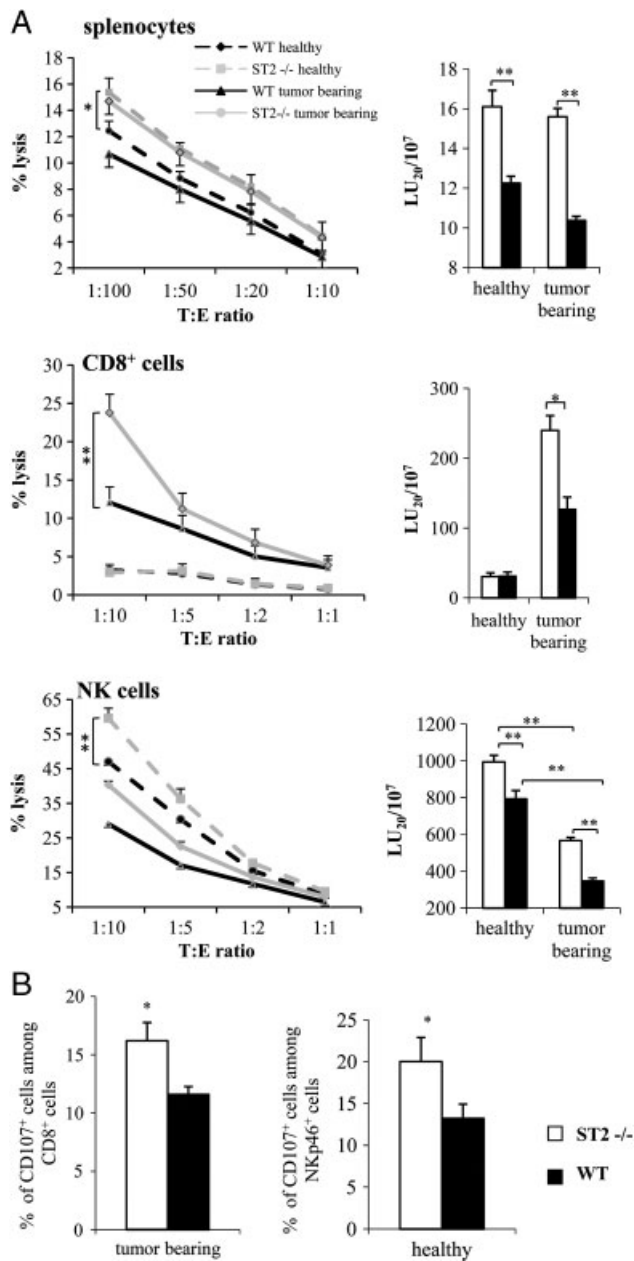 A
splenocytes
WT healthy
ST2 -/- healthy
WT tumor bearing
ST2-/- tumor bearing
% lysis
18
16
14
12
10
8
6
4
2
*
1:100 1:50 1:20 1:10
T:E ratio
LU20/10^7
18
16
14
12
10
8
** **
healthy tumor
bearing
CD8+ cells
% lysis
30
25
20
15
10
5
0
**
1:10 1:5 1:2 1:1
T:E ratio
LU20/10^7
300
200
100
0
*
healthy tumor
bearing
NK cells
% lysis
65
55
45
35
25
15
5
**
1:10 1:5 1:2 1:1
T:E ratio
LU20/10^7
1200
1000
800
600
400
200
**
**
**
**
healthy tumor
bearing
B
% of CD107+ cells among
CD8+ cells
20
15
10
5
0
*
tumor bearing
% of CD107+ cells among
NKp46+ cells
25
20
15
10
5
0
*
healthy
ST2 -/-
WT